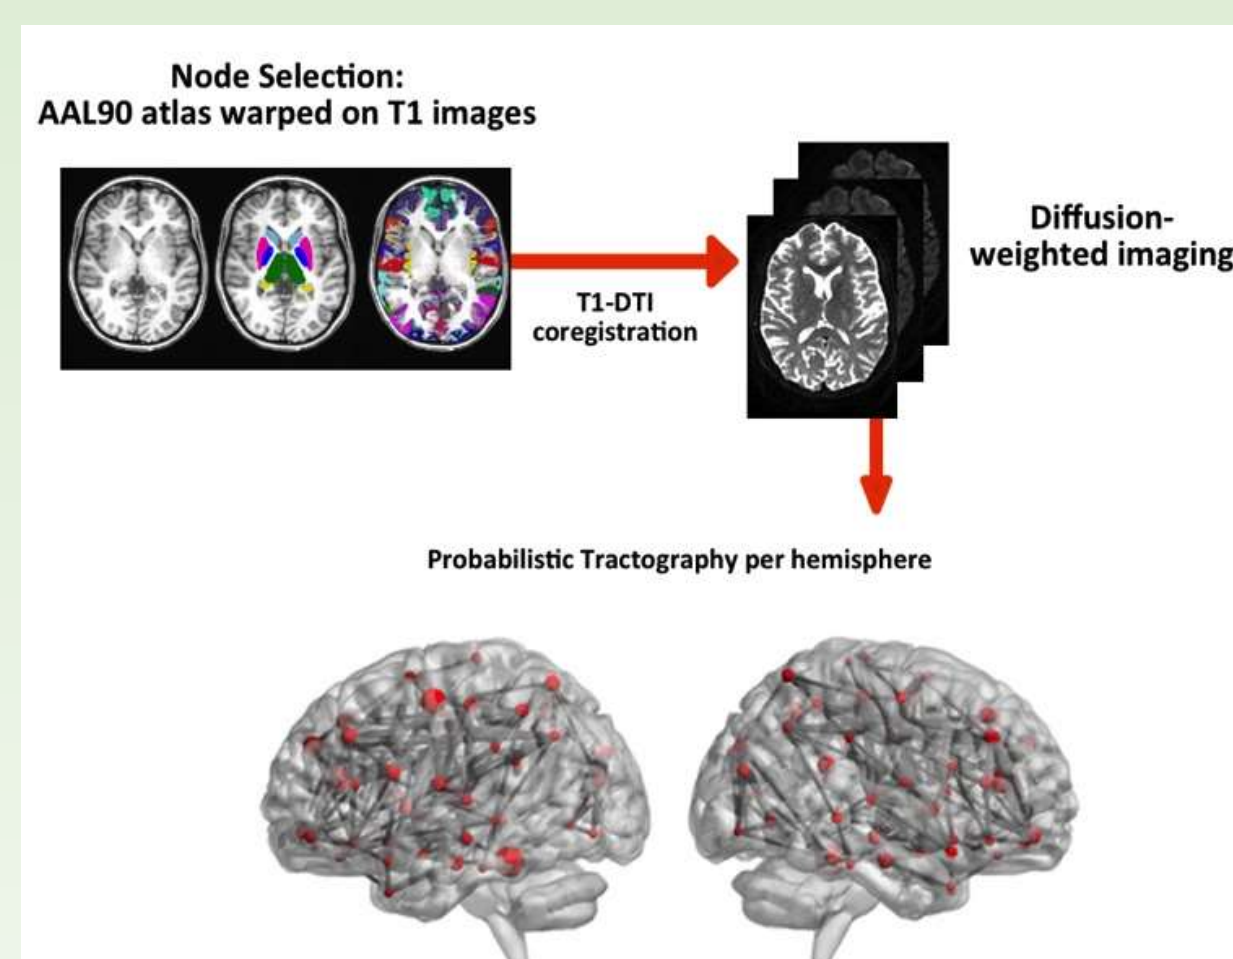 Node Selection:
AAL90 atlas warped on T1 images
T1-DTI
coregistration
Diffusion-
weighted imaging
Probabilistic Tractography per hemisphere